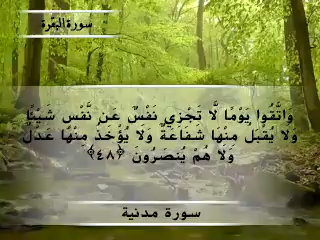 سورة البقرة
وَاتَّقُوا يَوْمًا لَّا تَجْزِي نَفْسٌ عَن نَّفْسٍ شَيْئًا
وَلَا يُقْبَلُ مِنْهَا شَفَاعَةٌ وَلَا يُؤْخَذُ مِنْهَا عَدْلٌ
وَلَا هُمْ يُنصَرُونَ ﴿٤٨﴾
سورة مدنية